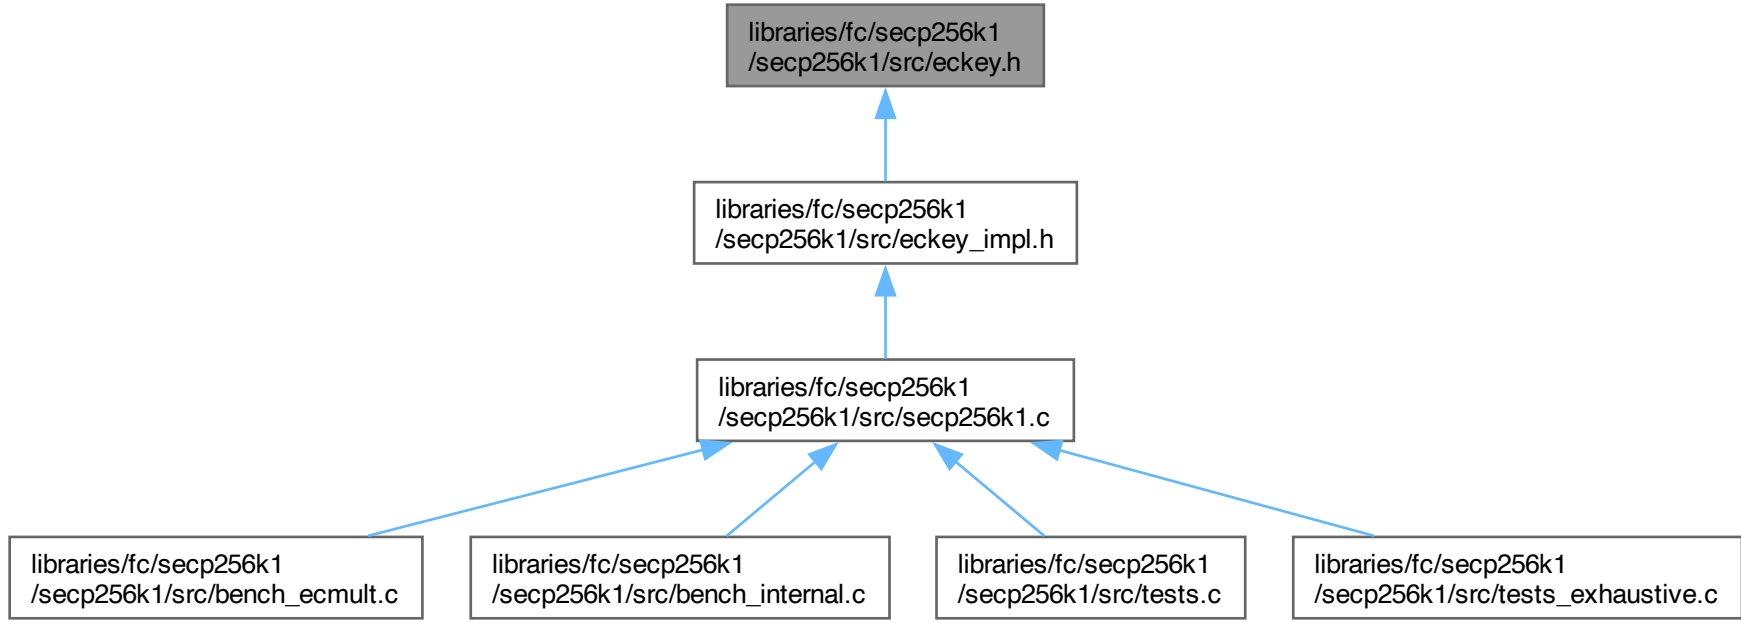 libraries/fc/secp256k1
/secp256k1/src/eckey.h
libraries/fc/secp256k1
/secp256k1/src/eckey_impl.h
libraries/fc/secp256k1
/secp256k1/src/secp256k1.c
libraries/fc/secp256k1
/secp256k1/src/bench_ecmult.c
libraries/fc/secp256k1
/secp256k1/src/bench_internal.c
libraries/fc/secp256k1
/secp256k1/src/tests.c
libraries/fc/secp256k1
/secp256k1/src/tests_exhaustive.c